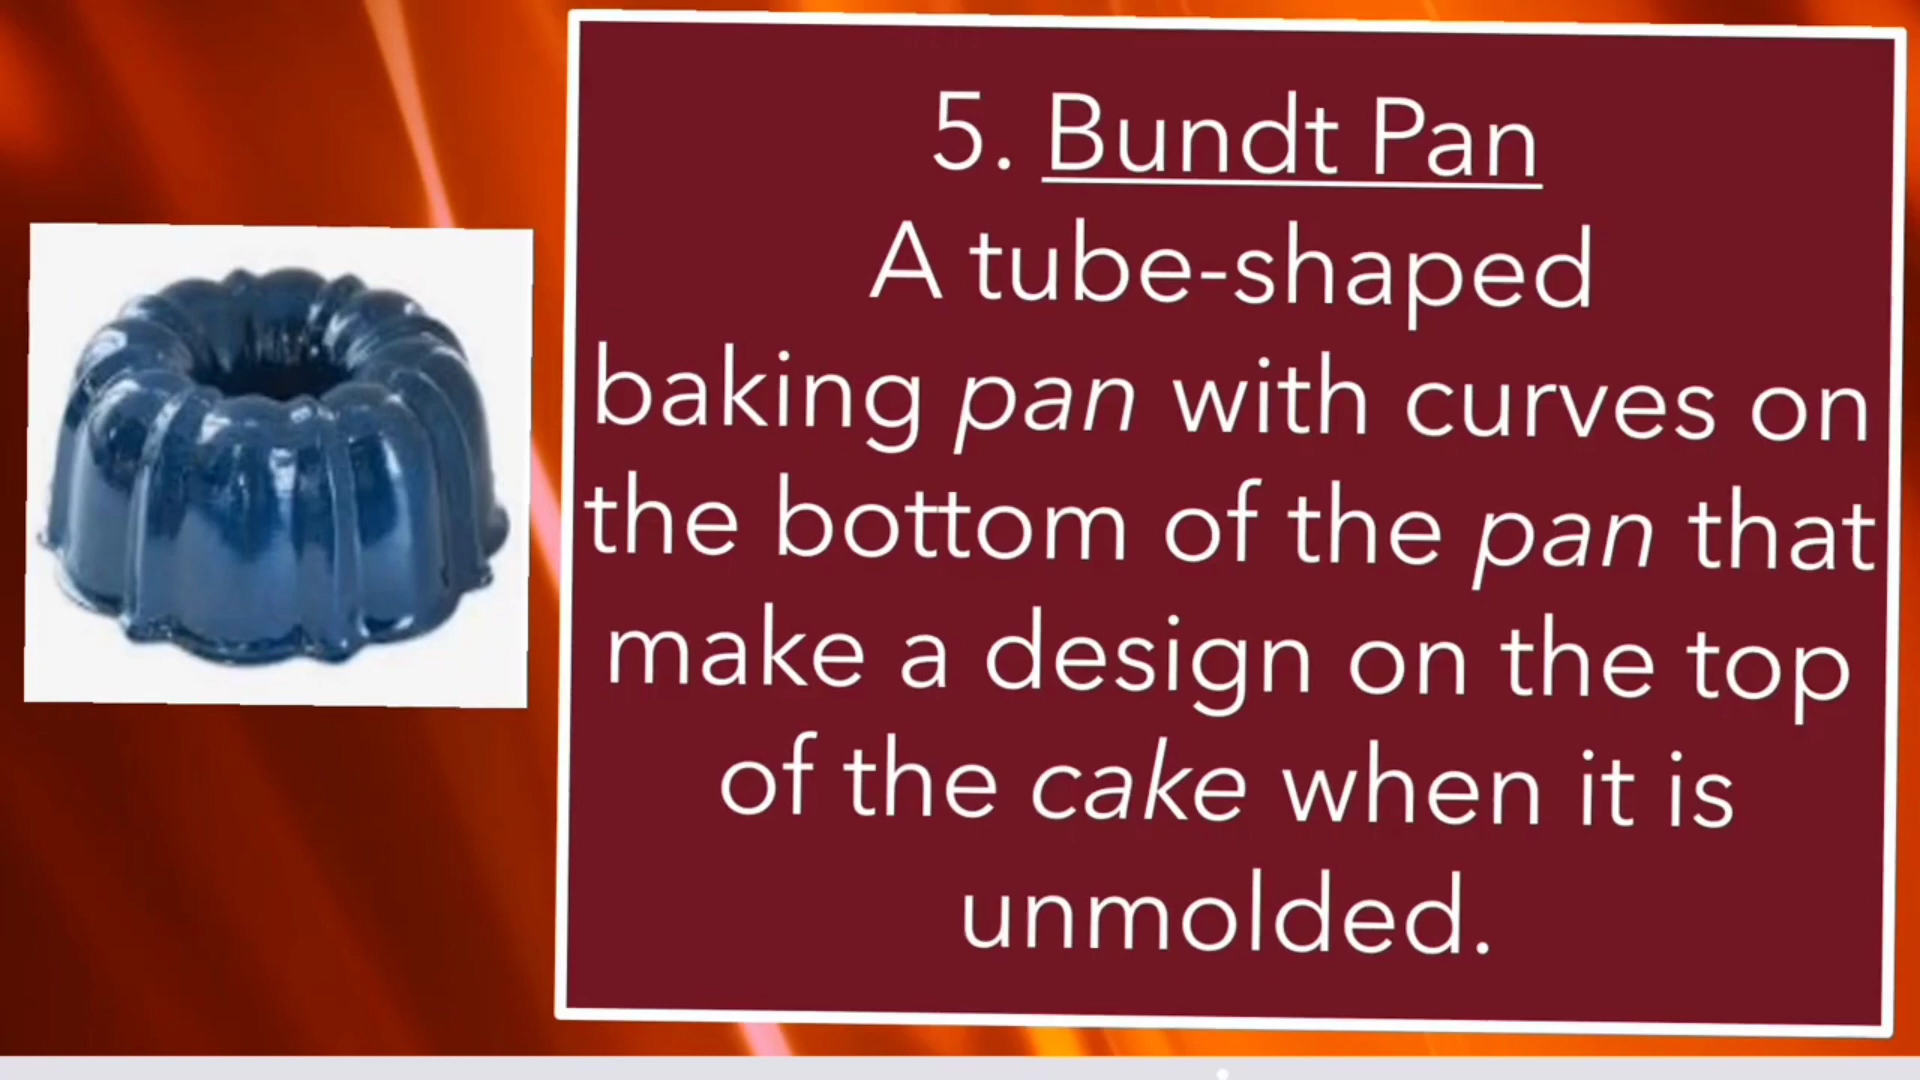 5. Bundt Pan
A tube-shaped
baking pan with curves on
the bottom of the pan that
make a design on the top
of the cake when it is
unmolded.